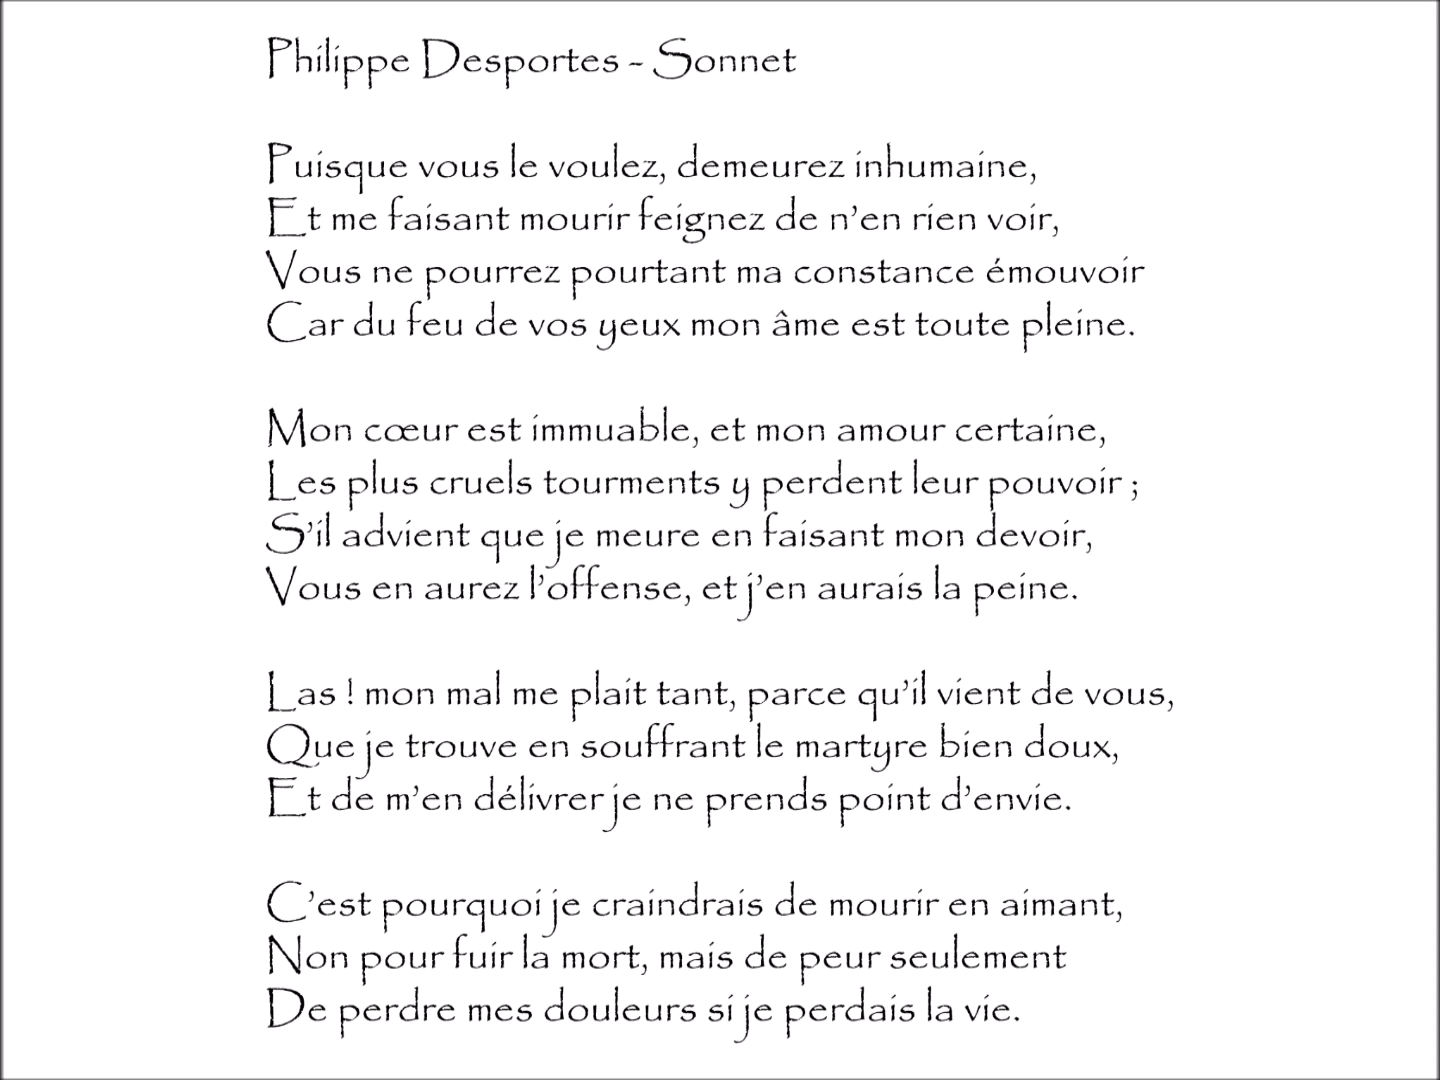 Philippe Desportes - Sonnet
Puisque vous le voulez, demeurez inhumaine,
Et me faisant mourir feignez de n’en rien voir,
Vous ne pourrez pourtant ma constance émouvoir
Car du feu de vos yeux mon âme est toute pleine.
Mon cœur est immuable, et mon amour certaine,
Les plus cruels tourments y perdent leur pouvoir ;
S’il advient que je meure en faisant mon devoir,
Vous en aurez l’offense, et j’en aurais la peine.
Las ! mon mal me plait tant, parce qu’il vient de vous,
Que je trouve en souffrant le martyre bien doux,
Et de m’en délivrer je ne prends point d’envie.
C’est pourquoi je craindrais de mourir en aimant,
Non pour fuir la mort, mais de peur seulement
De perdre mes douleurs si je perdais la vie.